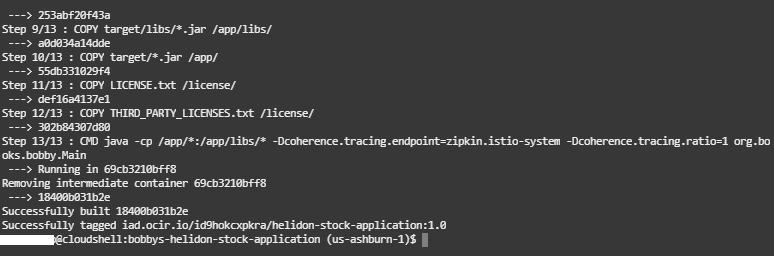 ---> 253abf20f43a
Step 9/13 : COPY target/libs/*.jar /app/libs/
---> a0d034a14dde
Step 10/13 : COPY target/*.jar /app/
---> 55db331029f4
Step 11/13 : COPY LICENSE.txt /license/
---> def16a4137e1
Step 12/13 : COPY THIRD_PARTY_LICENSES.txt /license/
---> 302b84307d80
Step 13/13 : CMD java -cp /app/*:/app/libs/* -Dcoherence.tracing.endpoint=zipkin.istio-system -Dcoherence.tracing.ratio=1 org.bo
oks.bobby.Main
---> Running in 69cb3210bff8
Removing intermediate container 69cb3210bff8
---> 18400b031b2e
Successfully built 18400b031b2e
Successfully tagged iad.ocir.io/id9hokcxpkra/helidon-stock-application:1.0
@cloudshell:bobbys-helidon-stock-application (us-ashburn-1)$